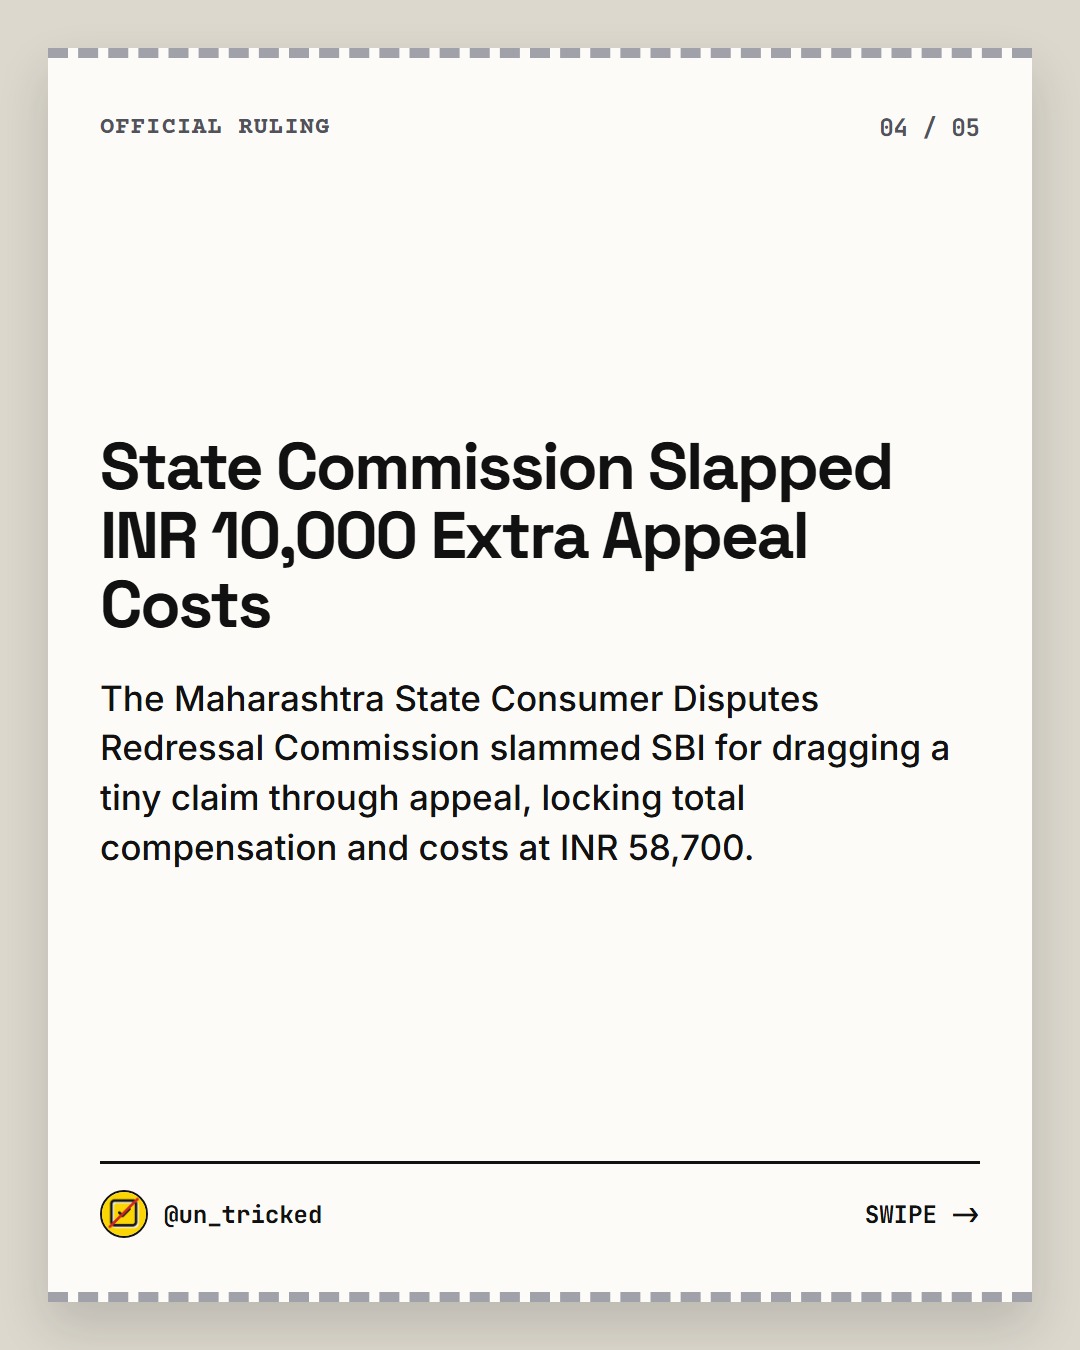 OFFICIAL RULING
04 / 05
State Commission Slapped
INR 10,000 Extra Appeal
Costs
The Maharashtra State Consumer Disputes
Redressal Commission slammed SBI for dragging a
tiny claim through appeal, locking total
compensation and costs at INR 58,700.
@un_tricked
SWIPE →